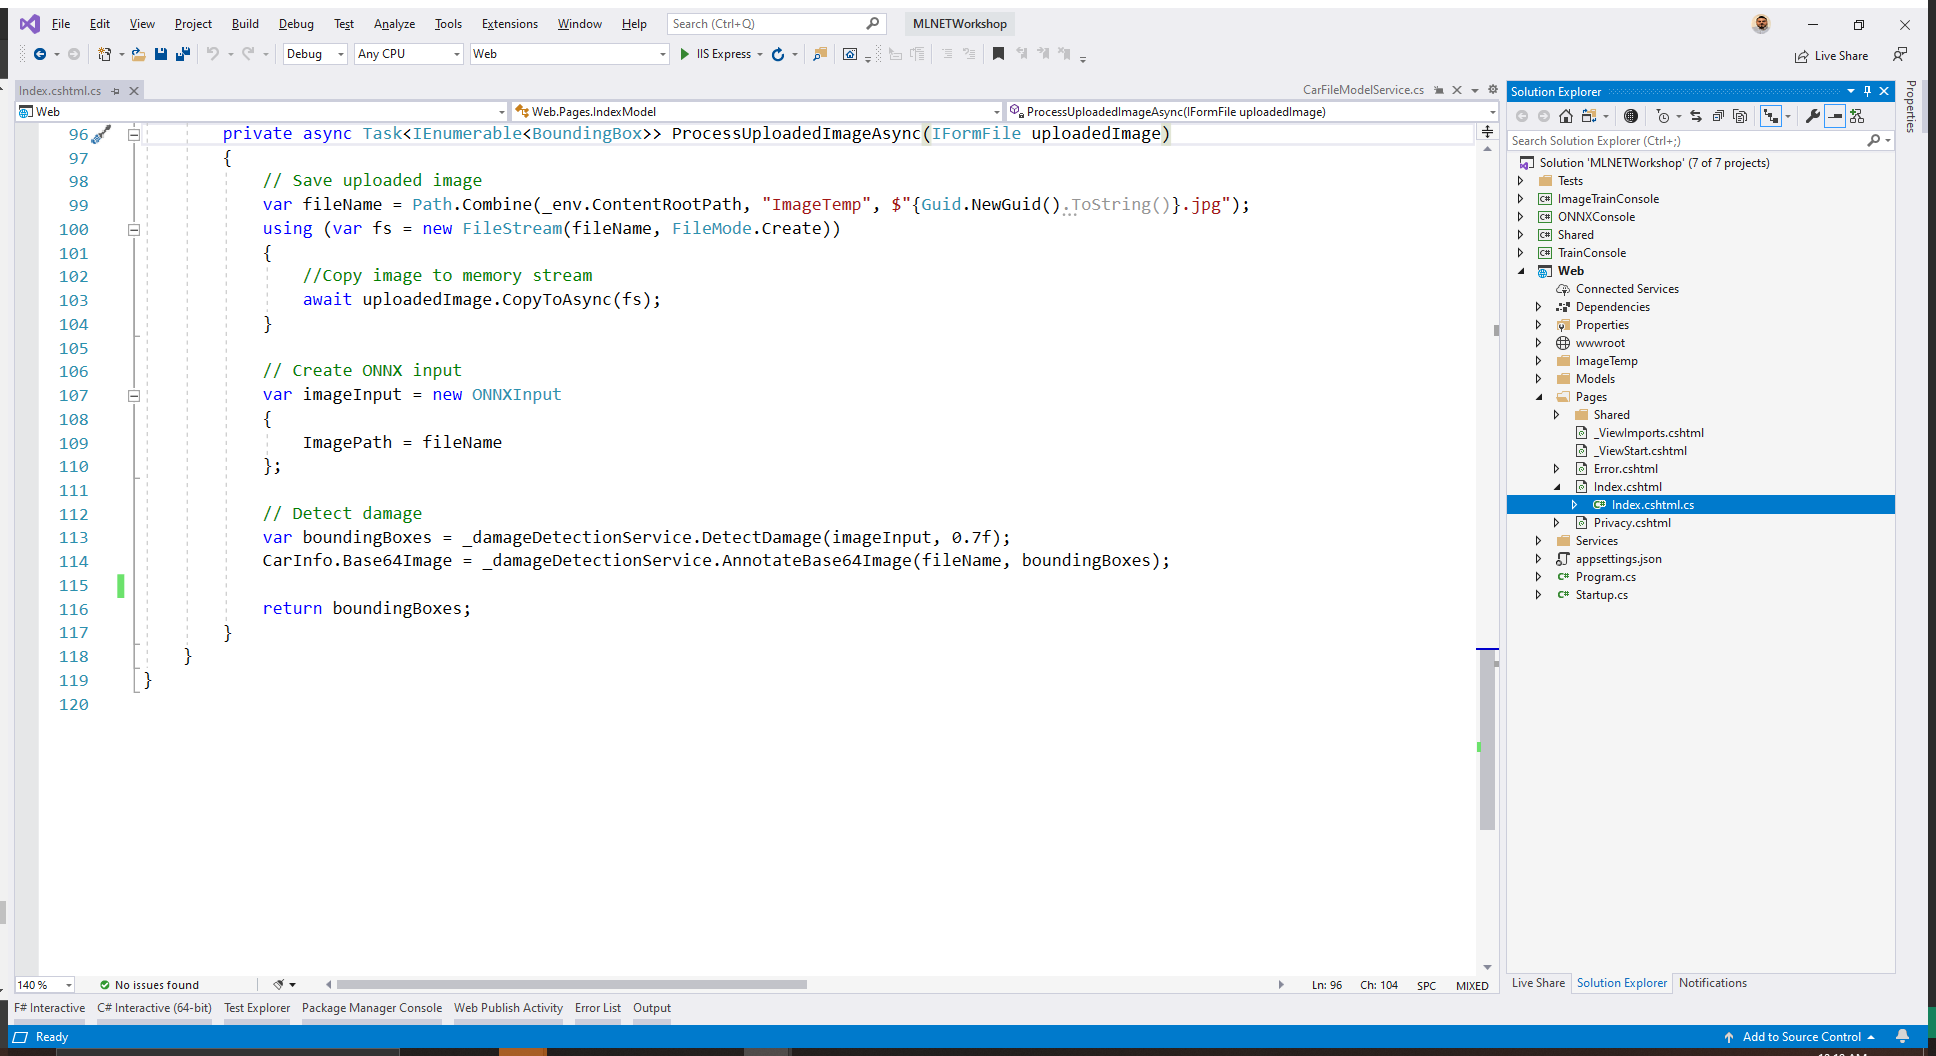 File Edit View Project Build Debug Test Analyze Tools Extensions Window Help Search (Ctrl+Q) MLNETWorkshop
Debug Any CPU Web IIS Express Live Share
Index.cshtml.cs CarFileModelService.cs
Web Web.Pages.IndexModel ProcessUploadedImageAsync(IFormFile uploadedImage)
96 private async Task<IEnumerable<BoundingBox>> ProcessUploadedImageAsync(IFormFile uploadedImage)
97 {
98 // Save uploaded image
99 var fileName = Path.Combine(_env.ContentRootPath, "ImageTemp", $"{Guid.NewGuid().ToString()}.jpg");
100 using (var fs = new FileStream(fileName, FileMode.Create))
101 {
102 //Copy image to memory stream
103 await uploadedImage.CopyToAsync(fs);
104 }
105
106 // Create ONNX input
107 var imageInput = new ONNXInput
108 {
109 ImagePath = fileName
110 };
111
112 // Detect damage
113 var boundingBoxes = _damageDetectionService.DetectDamage(imageInput, 0.7f);
114 CarInfo.Base64Image = _damageDetectionService.AnnotateBase64Image(fileName, boundingBoxes);
115
116 return boundingBoxes;
117 }
118 }
119 }
120
140 % No issues found Ln: 96 Ch: 104 SPC MIXED
F# Interactive C# Interactive (64-bit) Test Explorer Package Manager Console Web Publish Activity Error List Output
Ready Add to Source Control
Solution Explorer
Search Solution Explorer (Ctrl+;)
Solution 'MLNETWorkshop' (7 of 7 projects)
Tests
C# ImageTrainConsole
C# ONNXConsole
C# Shared
C# TrainConsole
Web
Connected Services
Dependencies
Properties
wwwroot
ImageTemp
Models
Pages
Shared
_ViewImports.cshtml
_ViewStart.cshtml
Error.cshtml
Index.cshtml
Index.cshtml.cs
Privacy.cshtml
Services
appsettings.json
C# Program.cs
C# Startup.cs
Live Share Solution Explorer Notifications
Properties